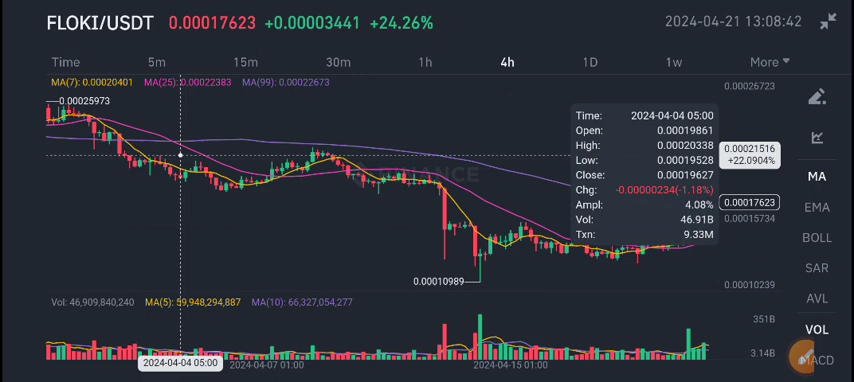 FLOKI/USDT 0.00017623 +0.00003441 +24.26% 2024-04-21 13:08:42
Time 5m 15m 30m 1h 4h 1D 1w More
MA(7): 0.00020401 MA(25): 0.00022383 MA(99): 0.00022673
0.00026723
0.00025973
Time: 2024-04-04 05:00
Open: 0.00019861
High: 0.00020338
Low: 0.00019528
Close: 0.00019627
Chg: -0.00000234(-1.18%)
Ampl: 4.08%
Vol: 46.91B
Txn: 9.33M
0.00021516
+22.0904%
0.00017623
0.00015734
0.00010989
0.00010239
BINANCE
MA
EMA
BOLL
SAR
AVL
VOL
MACD
Vol: 46,909,840,240 MA(5): 59,948,294,887 MA(10): 66,327,054,277
351B
3.14B
2024-04-04 05:00 2024-04-07 01:00 2024-04-15 01:00